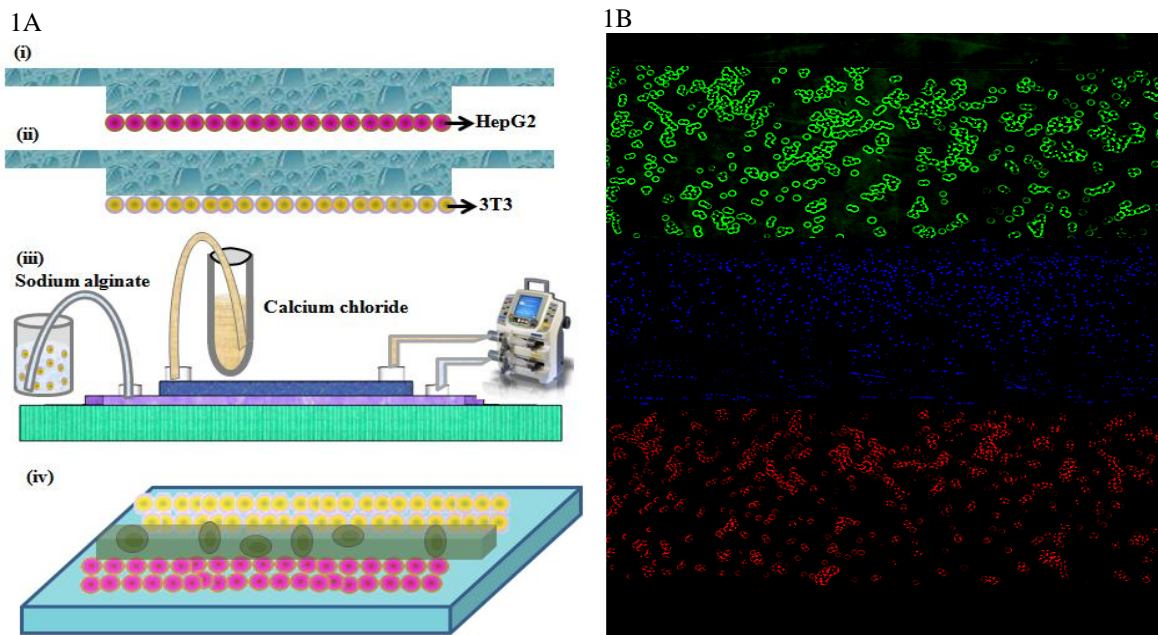 1A
(i)
HepG2
(ii)
3T3
(iii)
Sodium alginate
Calcium chloride
(iv)
1B